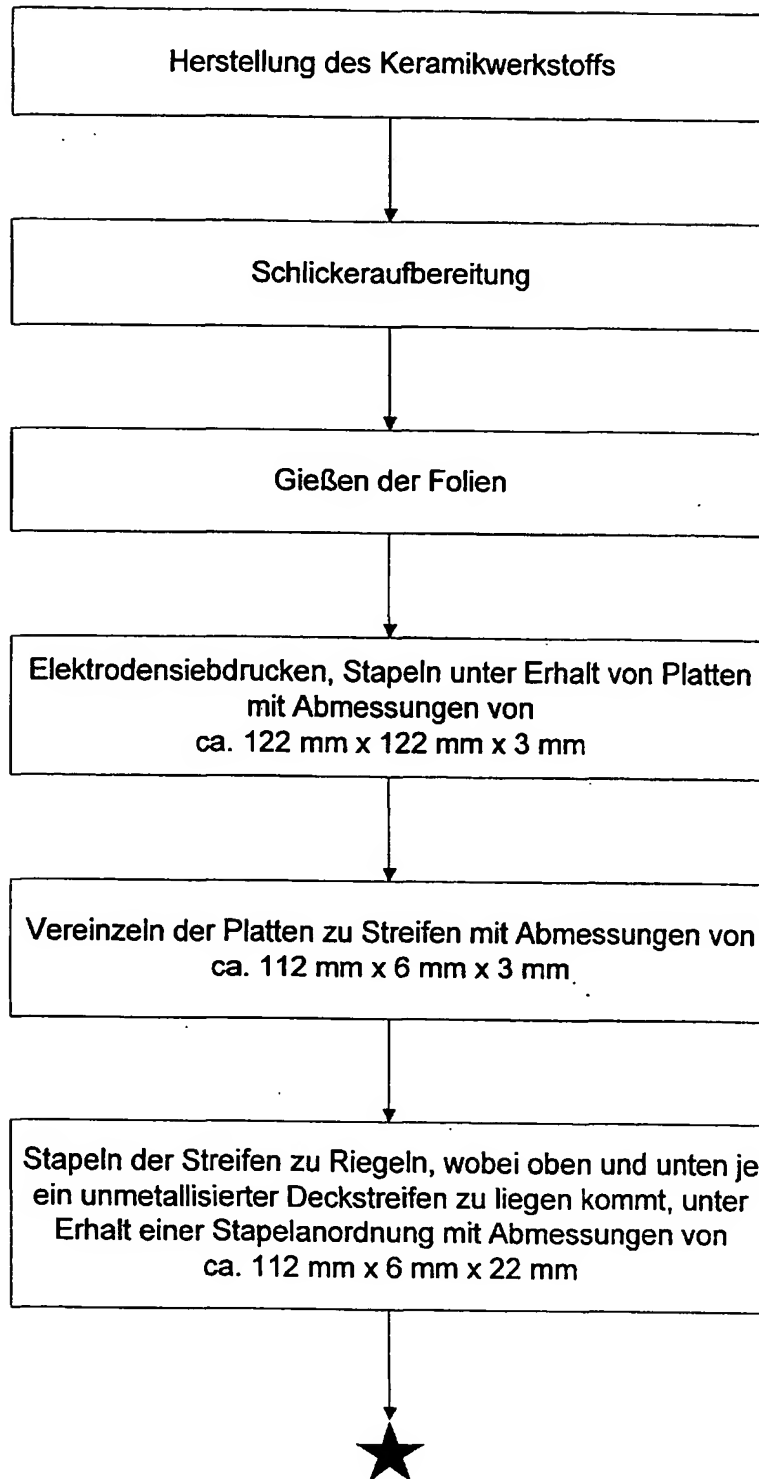 Herstellung des Keramikwerkstoffs
Schlickeraufbereitung
Gießen der Folien
Elektrodensiebdrucken, Stapeln unter Erhalt von Platten
mit Abmessungen von
ca. 122 mm x 122 mm x 3 mm
Vereinzeln der Platten zu Streifen mit Abmessungen von
ca. 112 mm x 6 mm x 3 mm
Stapeln der Streifen zu Riegeln, wobei oben und unten je
ein unmetallisierter Deckstreifen zu liegen kommt, unter
Erhalt einer Stapelanordnung mit Abmessungen von
ca. 112 mm x 6 mm x 22 mm